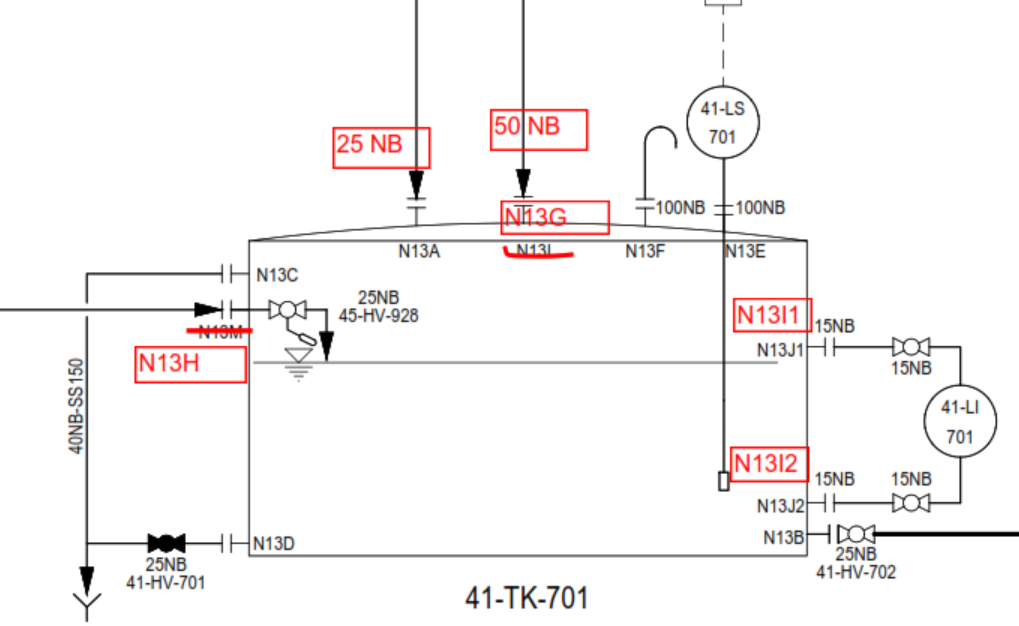 41-LS
701
50 NB
25 NB
100NB
100NB
N13G
N13A
N13L
N13F
N13E
N13C
25NB
45-HV-928
N13I1
15NB
N13M
N13J1
N13H
15NB
40NB-SS150
41-LI
701
N13I2
15NB
15NB
N13J2
N13B
N13D
25NB
41-HV-702
25NB
41-HV-701
41-TK-701